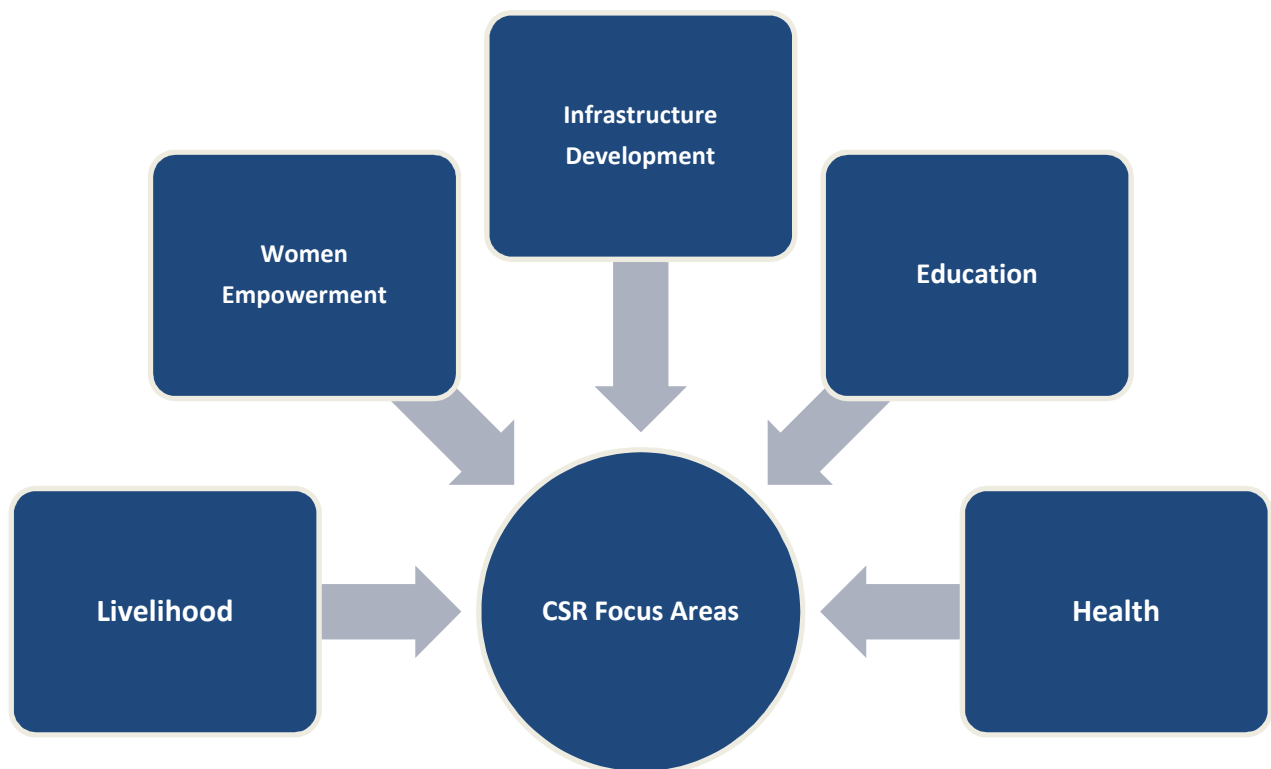 Infrastructure
Development
Women
Empowerment
Education
Livelihood
CSR Focus Areas
Health